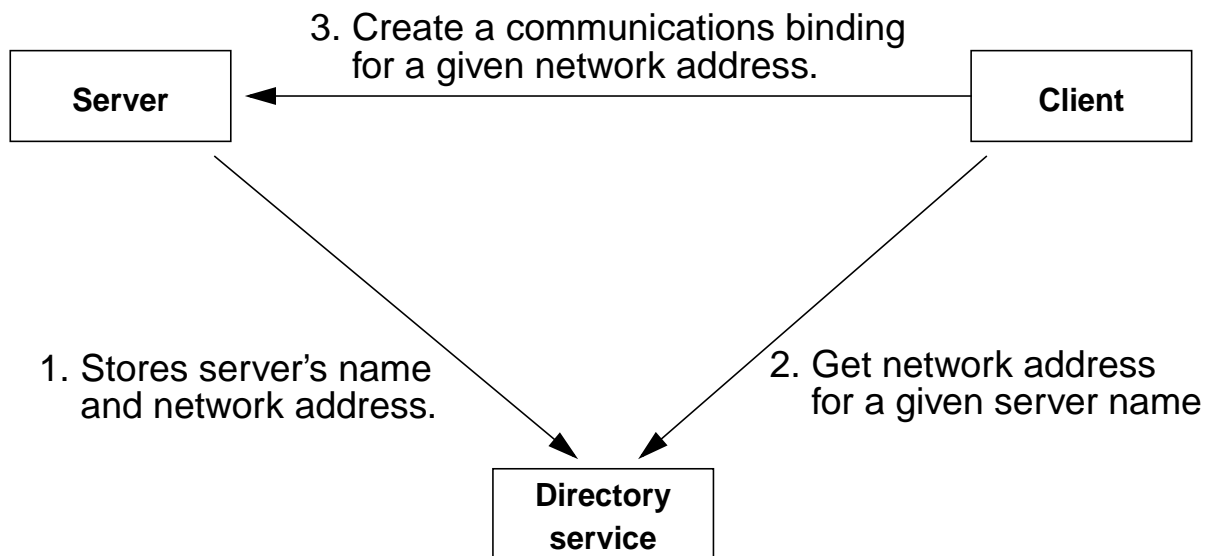 3. Create a communications binding
for a given network address.
Server
Client
1. Stores server’s name
and network address.
2. Get network address
for a given server name
Directory
service